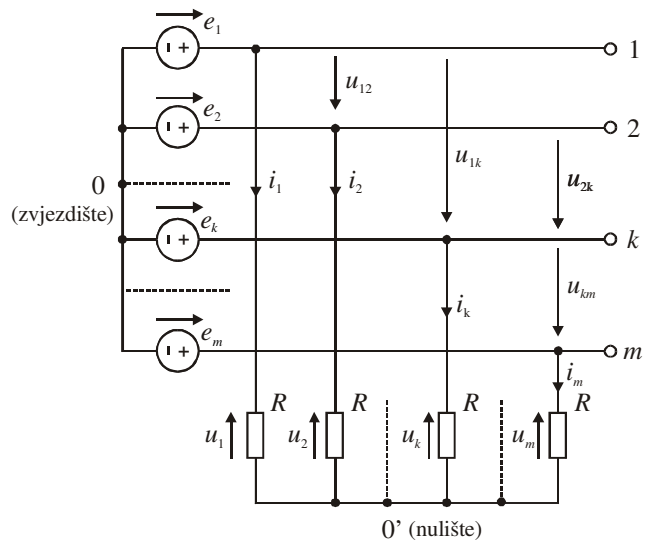 e1
1
u12
e2
2
u1k
0
(zvjezdište)
i1
i2
u2k
ek
k
ik
ukm
em
m
im
R
R
R
R
u1
u2
uk
um
0' (nulište)